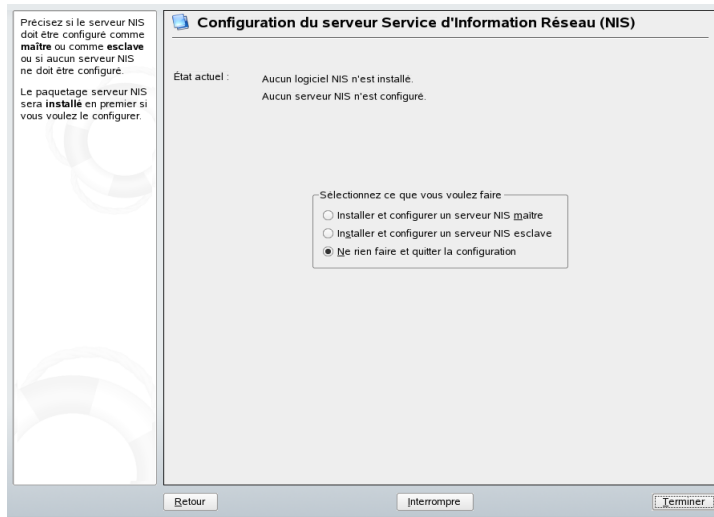 Précisez si le serveur NIS
doit être configuré comme
maître ou comme esclave
ou si aucun serveur NIS
ne doit être configuré.
Le paquetage serveur NIS
sera installé en premier si
vous voulez le configurer.
Configuration du serveur Service d'Information Réseau (NIS)
État actuel :
Aucun logiciel NIS n'est installé.
Aucun serveur NIS n'est configuré.
Sélectionnez ce que vous voulez faire
Installer et configurer un serveur NIS maître
Installer et configurer un serveur NIS esclave
Ne rien faire et quitter la configuration
Retour
Interrompre
Terminer